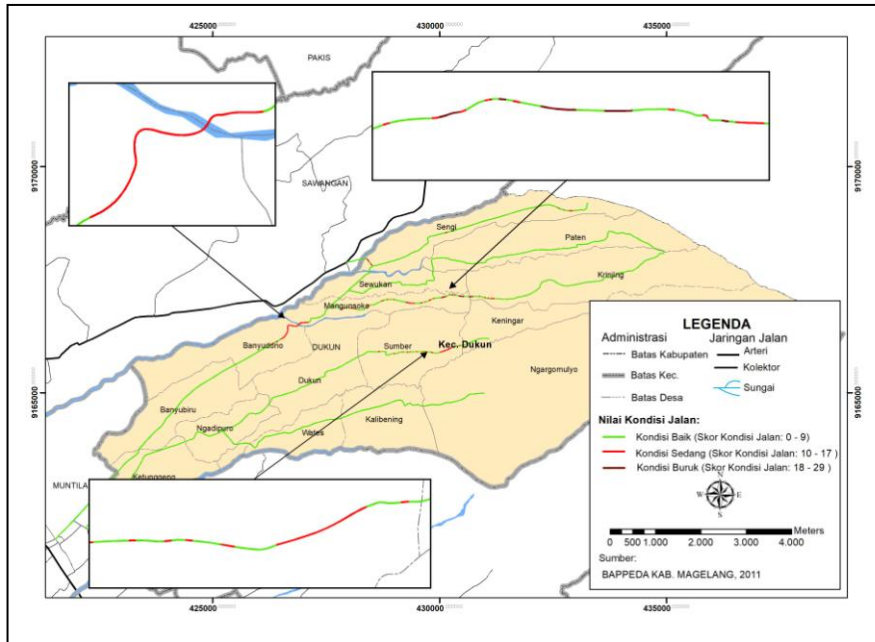 425000
430000
435000
PAKIS
9170000
9170000
SAWANGAN
Sengi
Paten
Sewukan
Krinjing
Mangunsoke
Keningar
Banyudono
DUKUN
Sumber
Kec. Dukun
Ngargomulyo
Dukun
Banyubiru
9165000
9165000
Ngadipuro
Kalibening
Wates
Ketunggeng
MUNTILA
LEGENDA
Administrasi
Batas Kabupaten
Batas Kec.
Batas Desa
Jaringan Jalan
Arteri
Kolektor
Sungai
Nilai Kondisi Jalan:
Kondisi Baik (Skor Kondisi Jalan: 0 - 9)
Kondisi Sedang (Skor Kondisi Jalan: 10 - 17)
Kondisi Buruk (Skor Kondisi Jalan: 18 - 29 )
N
W E
S
Meters
0 500 1.000 2.000 3.000 4.000
Sumber:
BAPPEDA KAB. MAGELANG, 2011
425000
430000
435000